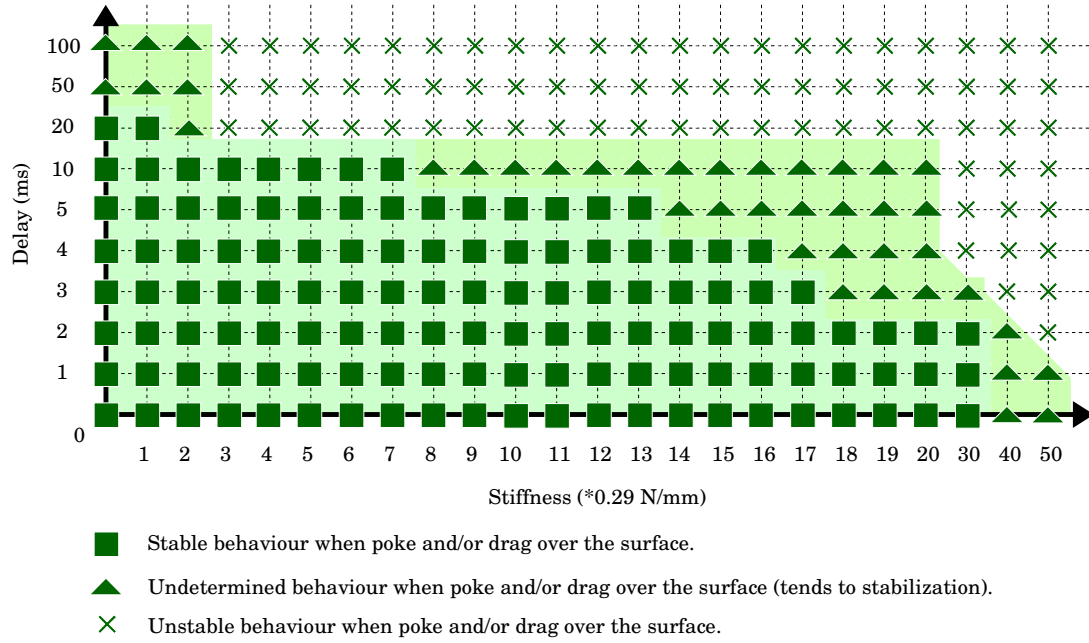 100
50
20
10
5
4
3
2
1
0
Delay (ms)
1 2 3 4 5 6 7 8 9 10 11 12 13 14 15 16 17 18 19 20 30 40 50
Stiffness (*0.29 N/mm)
Stable behaviour when poke and/or drag over the surface.
Undetermined behaviour when poke and/or drag over the surface (tends to stabilization).
Unstable behaviour when poke and/or drag over the surface.